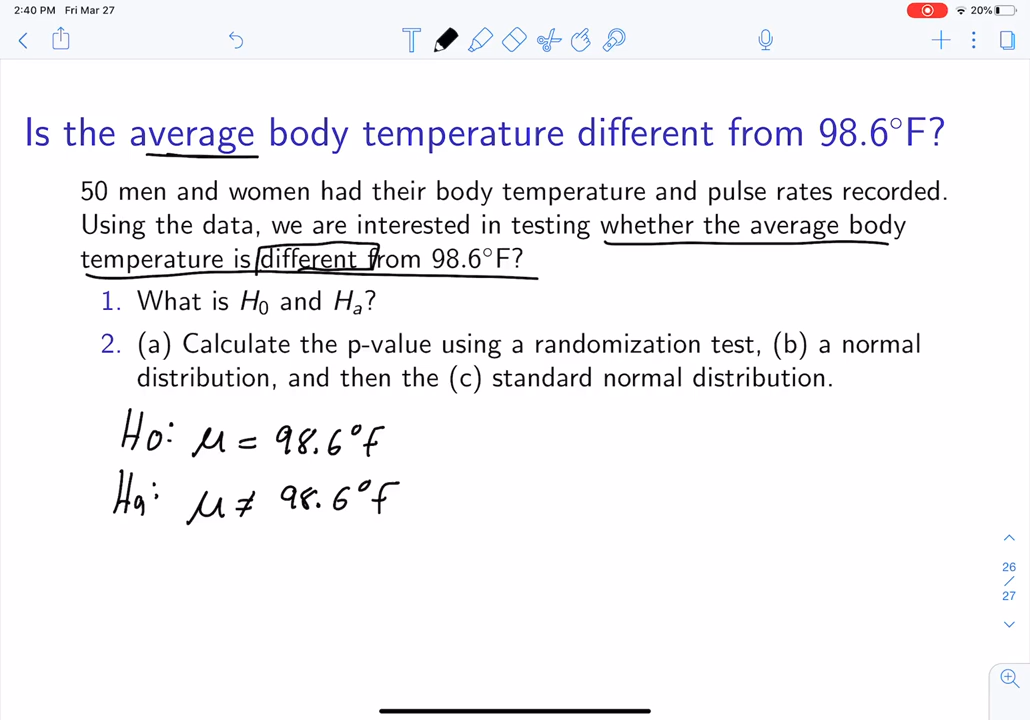 2:40 PM Fri Mar 27
20%
Is the average body temperature different from 98.6°F?
50 men and women had their body temperature and pulse rates recorded.
Using the data, we are interested in testing whether the average body
temperature is different from 98.6°F?
1. What is H₀ and Hₐ?
2. (a) Calculate the p-value using a randomization test, (b) a normal
distribution, and then the (c) standard normal distribution.
H₀: μ = 98.6°F
Hₐ: μ ≠ 98.6°F
26
/
27